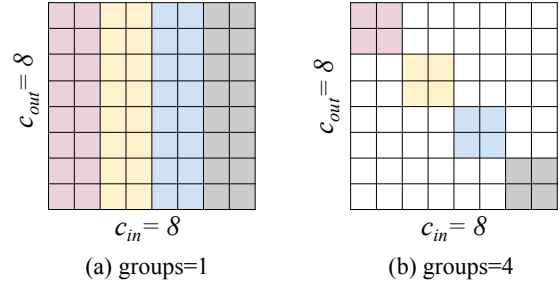 c_out = 8
c_in = 8
(a) groups=1
c_out = 8
c_in = 8
(b) groups=4